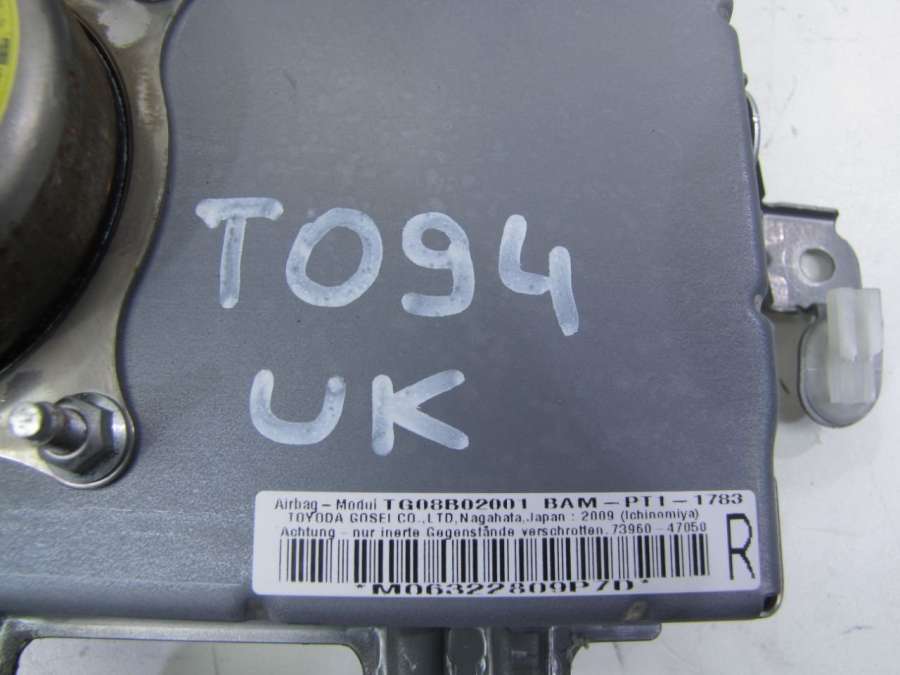 TO94
UK
Airbag-Modul TG08B02001 BAM-PT1-1783
TOYODA GOSEI CO.,LTD,Nagahata,Japan : 2009 (Ichinomiya)
Achtung - nur inerte Gegenstände verschrotten. 73960-47050
R
*M06322809P7D*